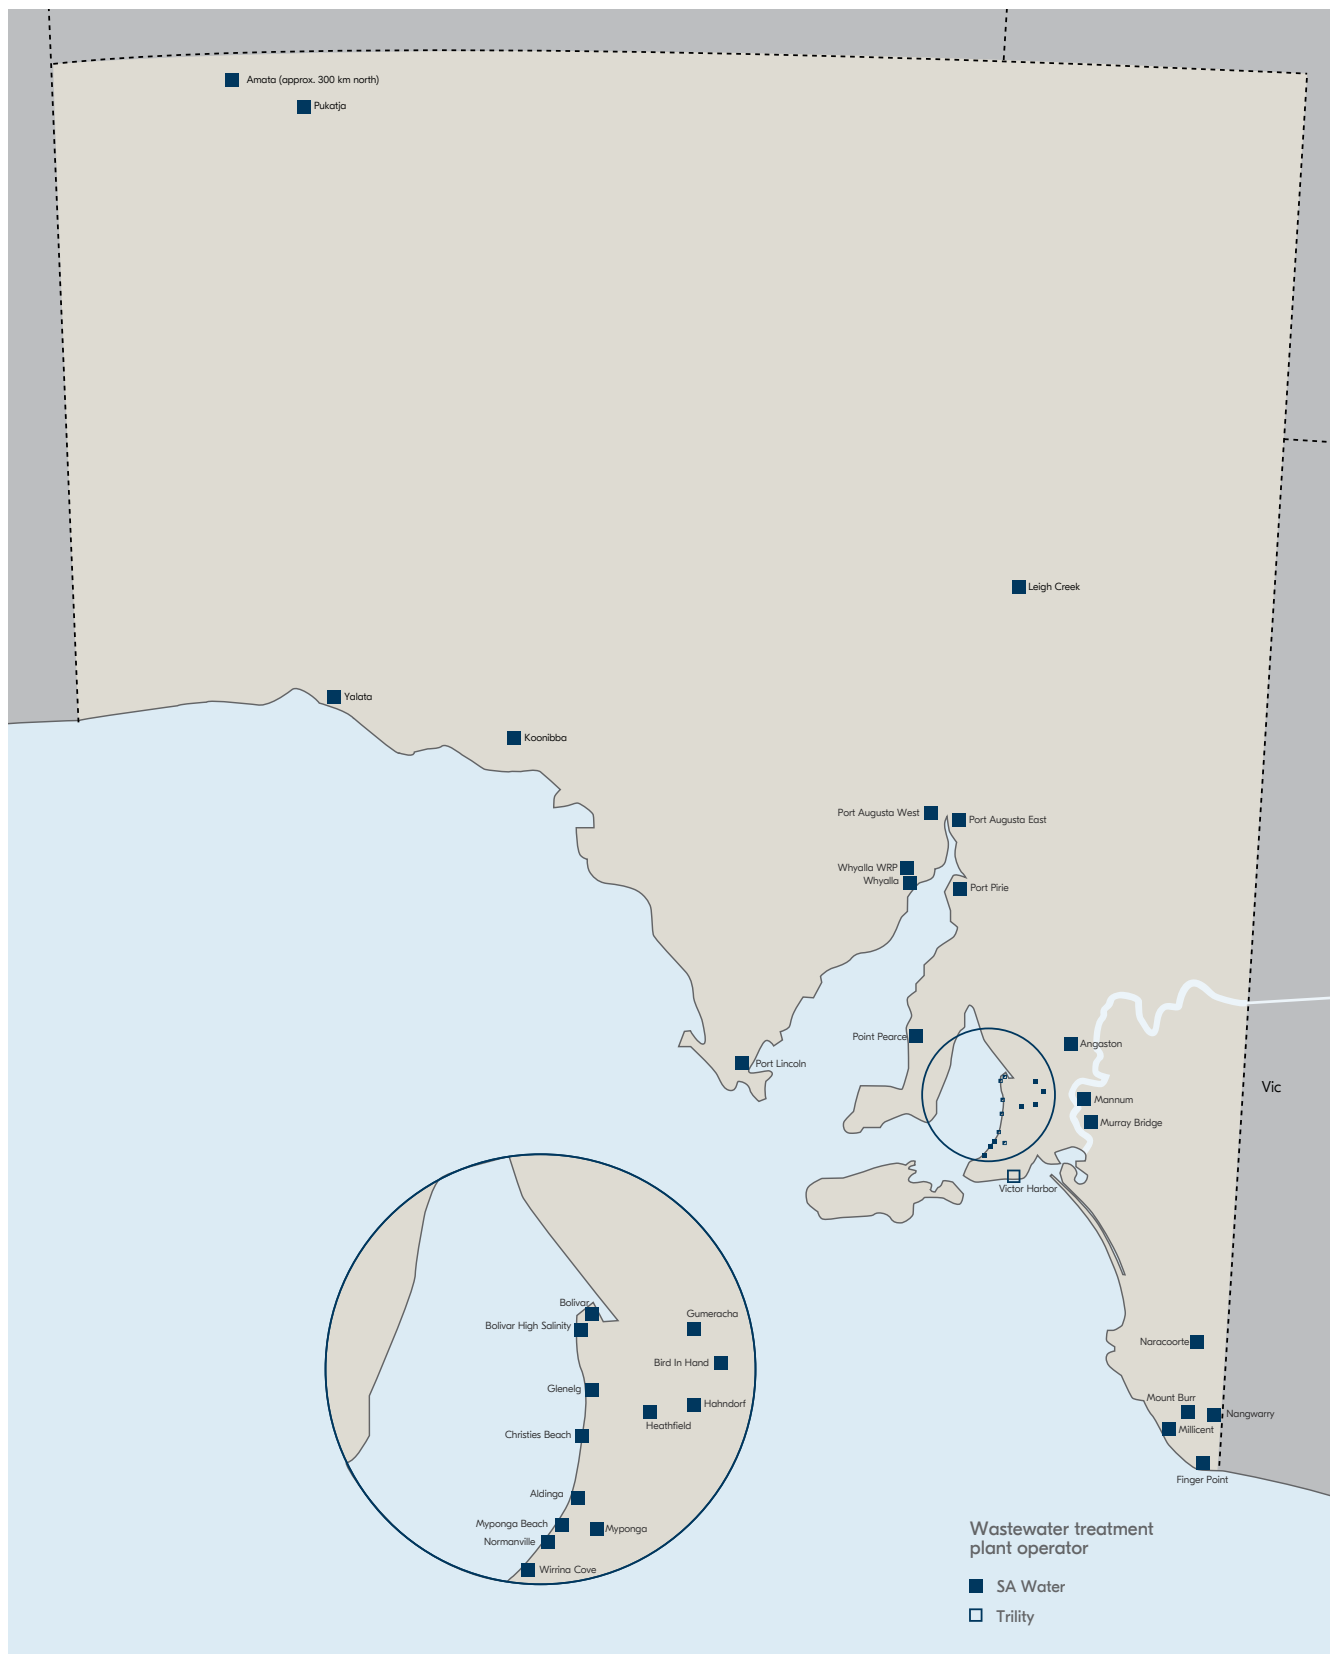 Amata (approx. 300 km north)
Pukatja
Leigh Creek
Yalata
Koonibba
Port Augusta West
Port Augusta East
Whyalla WRP
Whyalla
Port Pirie
Point Pearce
Angaston
Port Lincoln
Vic
Mannum
Murray Bridge
Victor Harbor
Bolivar
Gumeracha
Bolivar High Salinity
Bird In Hand
Glenelg
Hahndorf
Heathfield
Christies Beach
Aldinga
Myponga Beach
Myponga
Normanville
Wirrina Cove
Naracoorte
Mount Burr
Nangwarry
Millicent
Finger Point
Wastewater treatment
plant operator
SA Water
Trility